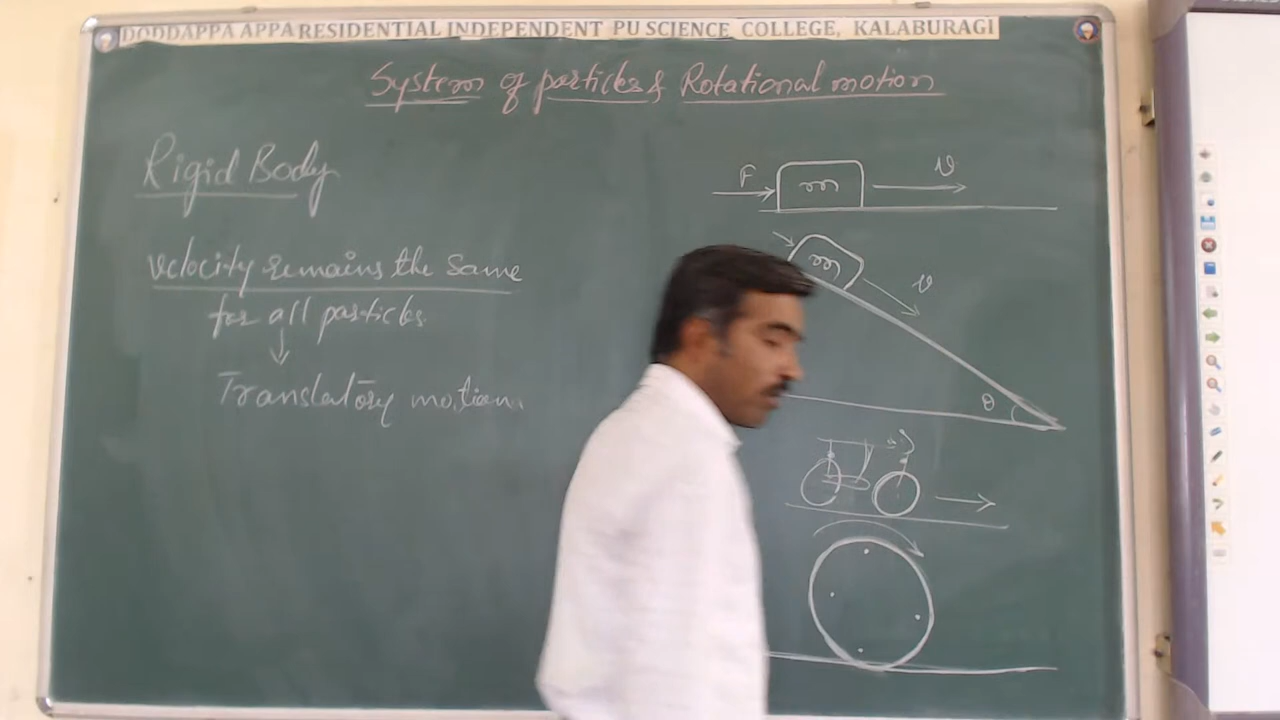 DODDAPPA APPA RESIDENTIAL INDEPENDENT PU SCIENCE COLLEGE, KALABURAGI
System of particles & Rotational motion
Rigid Body
velocity remains the same
for all particles
Translatory motion
F
m
v
m
v
θ